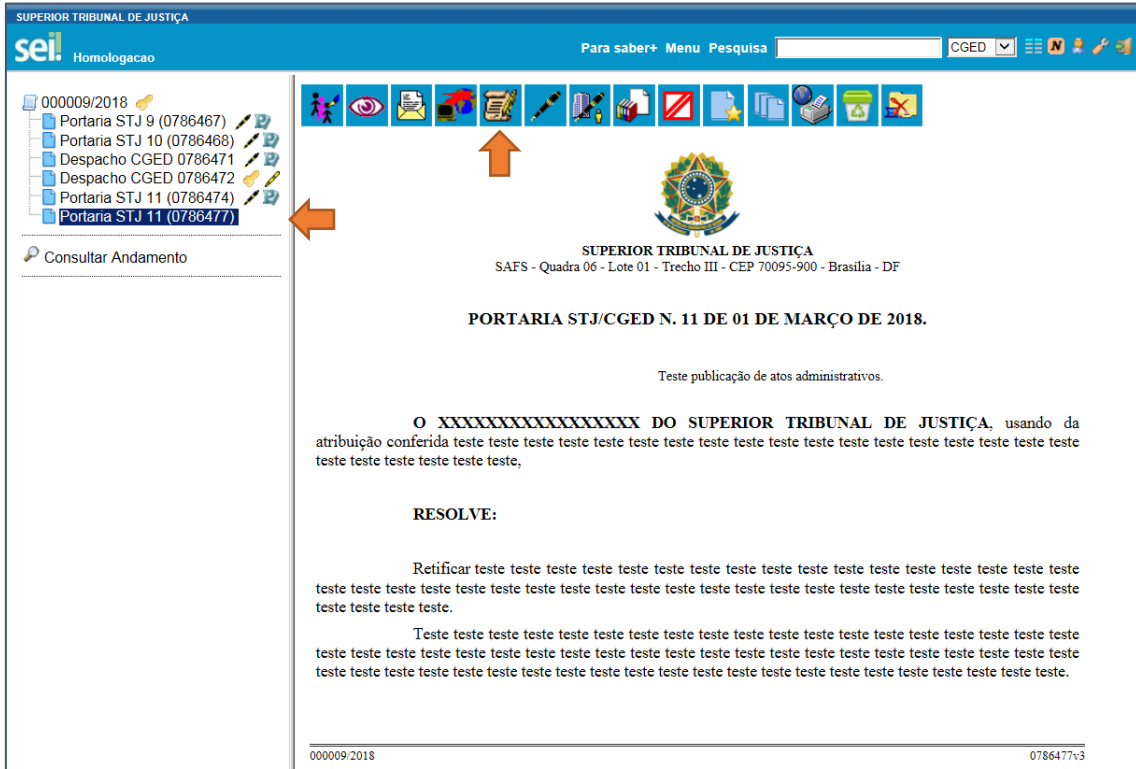 SUPERIOR TRIBUNAL DE JUSTIÇA
sei! Homologacao
Para saber+ Menu Pesquisa
CGED
N
000009/2018
Portaria STJ 9 (0786467)
Portaria STJ 10 (0786468)
Despacho CGED 0786471
Despacho CGED 0786472
Portaria STJ 11 (0786474)
Portaria STJ 11 (0786477)
Consultar Andamento
SUPERIOR TRIBUNAL DE JUSTIÇA
SAFS - Quadra 06 - Lote 01 - Trecho III - CEP 70095-900 - Brasília - DF
PORTARIA STJ/CGED N. 11 DE 01 DE MARÇO DE 2018.
Teste publicação de atos administrativos.
O XXXXXXXXXXXXXXXXX DO SUPERIOR TRIBUNAL DE JUSTIÇA, usando da
atribuição conferida teste teste teste teste teste teste teste teste teste teste teste teste teste teste teste teste teste teste
teste teste teste teste teste teste,
RESOLVE:
Retificar teste teste teste teste teste teste teste teste teste teste teste teste teste teste teste teste teste
teste teste teste teste teste teste teste teste teste teste teste teste teste teste teste teste teste teste teste teste teste teste
teste teste teste teste.
Teste teste teste teste teste teste teste teste teste teste teste teste teste teste teste teste teste teste teste
teste teste teste teste teste teste teste teste teste teste teste teste teste teste teste teste teste teste teste teste teste teste
teste teste teste teste teste teste teste teste teste teste teste teste teste teste teste teste teste teste teste teste teste teste.
000009/2018
0786477v3